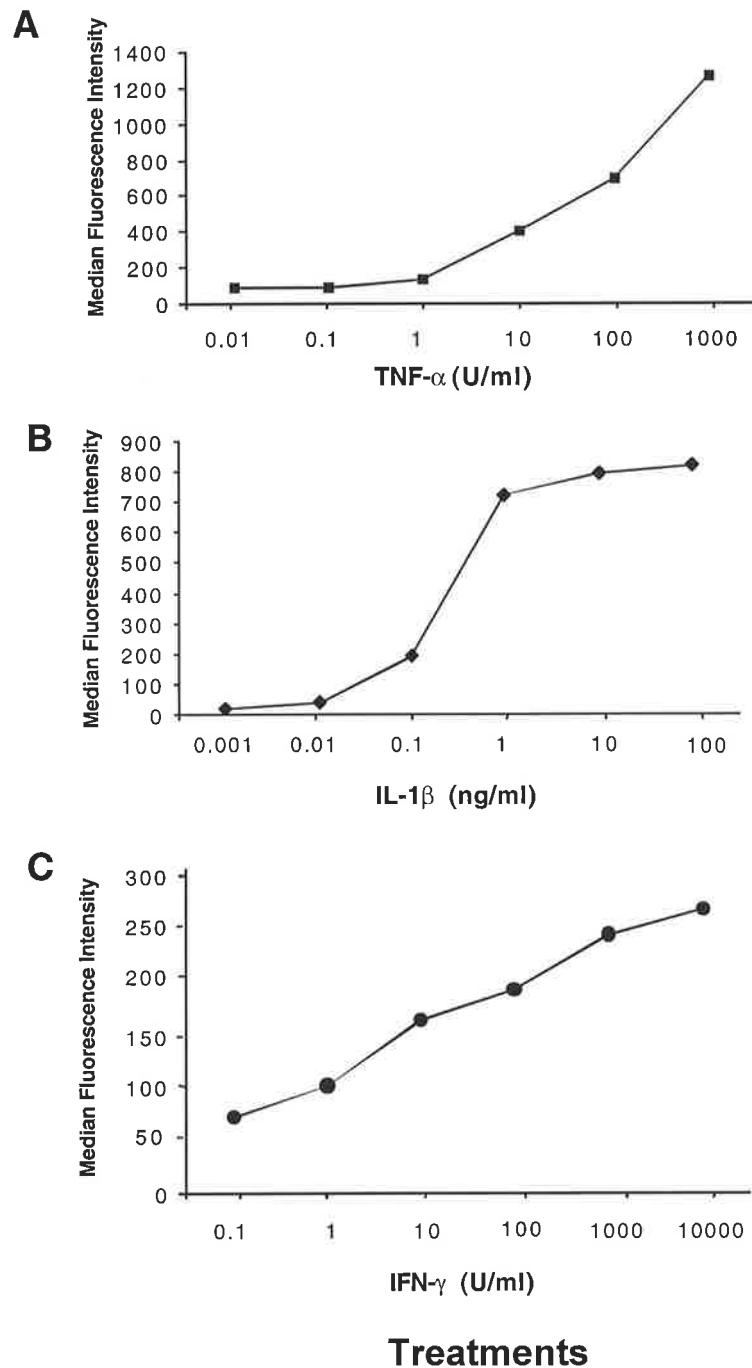 A
Median Fluorescence Intensity
1400
1200
1000
800
600
400
200
0
0.01 0.1 1 10 100 1000
TNF-α (U/ml)
B
Median Fluorescence Intensity
900
800
700
600
500
400
300
200
100
0
0.001 0.01 0.1 1 10 100
IL-1β (ng/ml)
C
Median Fluorescence Intensity
300
250
200
150
100
50
0
0.1 1 10 100 1000 10000
IFN-γ (U/ml)
Treatments